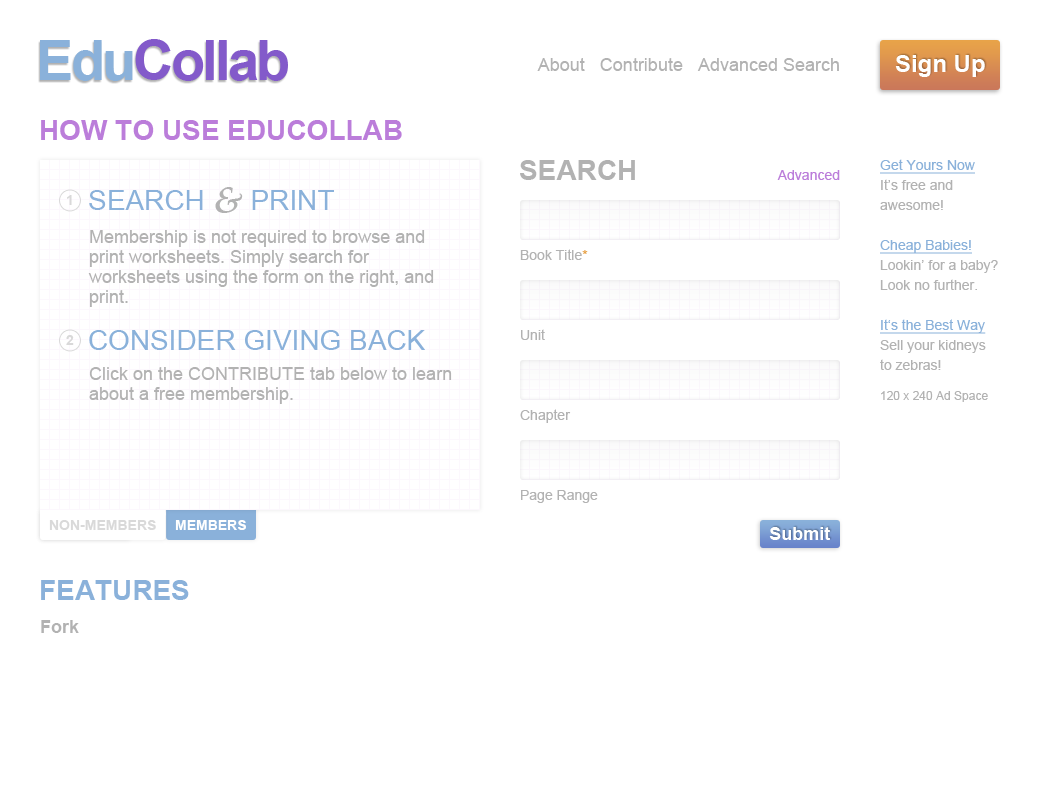 EduCollab
About Contribute Advanced Search
Sign Up
HOW TO USE EDUCOLLAB
1 SEARCH & PRINT
Membership is not required to browse and
print worksheets. Simply search for
worksheets using the form on the right, and
print.
2 CONSIDER GIVING BACK
Click on the CONTRIBUTE tab below to learn
about a free membership.
NON-MEMBERS MEMBERS
SEARCH
Advanced
Book Title*
Unit
Chapter
Page Range
Submit
Get Yours Now
It's free and
awesome!
Cheap Babies!
Lookin' for a baby?
Look no further.
It's the Best Way
Sell your kidneys
to zebras!
120 x 240 Ad Space
FEATURES
Fork